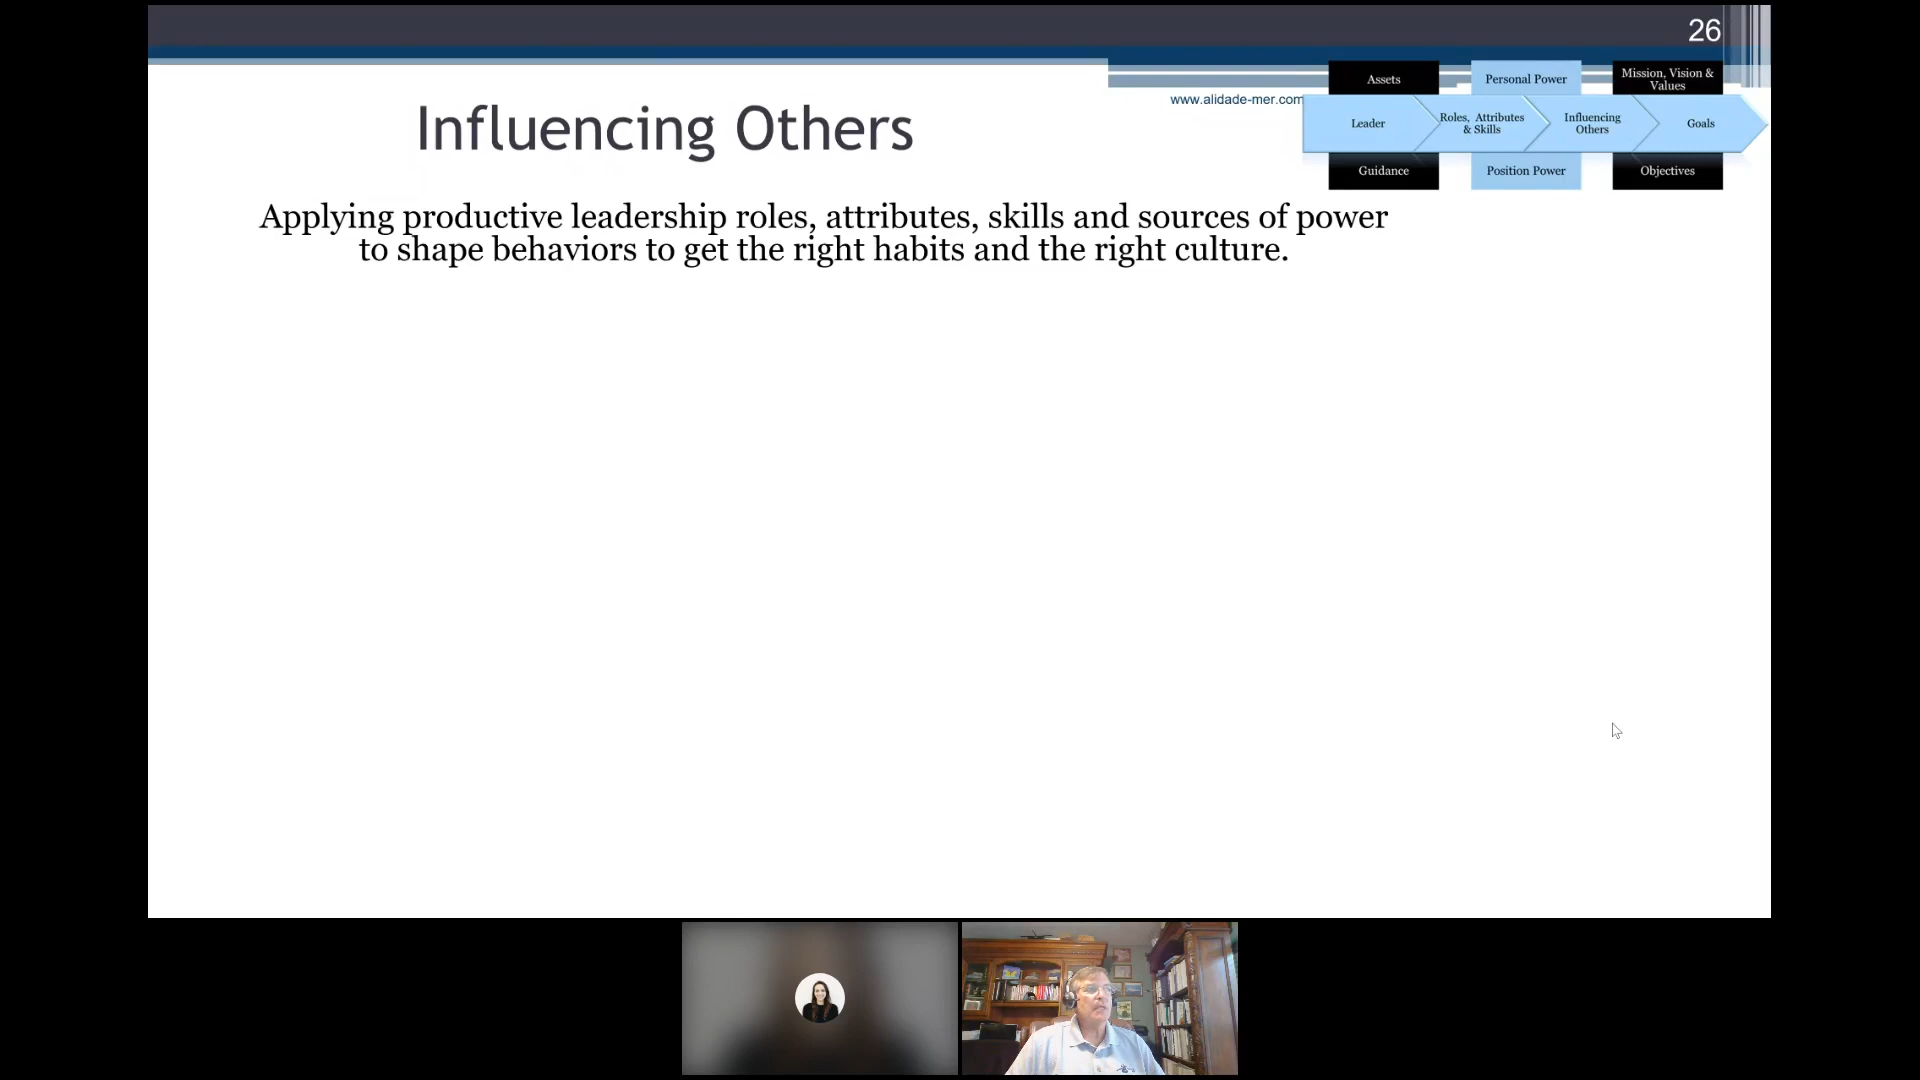 26
Influencing Others
www.alidade-mer.com
Assets
Personal Power
Mission, Vision &
Values
Leader
Roles, Attributes
& Skills
Influencing
Others
Goals
Guidance
Position Power
Objectives
Applying productive leadership roles, attributes, skills and sources of power
to shape behaviors to get the right habits and the right culture.